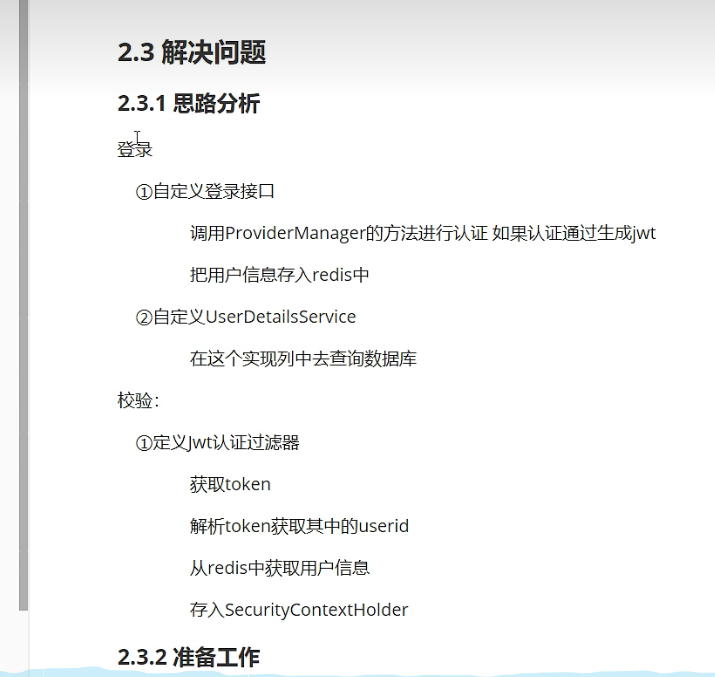 2.3 解决问题
2.3.1 思路分析
登录
①自定义登录接口
调用ProviderManager的方法进行认证 如果认证通过生成jwt
把用户信息存入redis中
②自定义UserDetailsService
在这个实现列中去查询数据库
校验：
①定义Jwt认证过滤器
获取token
解析token获取其中的userid
从redis中获取用户信息
存入SecurityContextHolder
2.3.2 准备工作